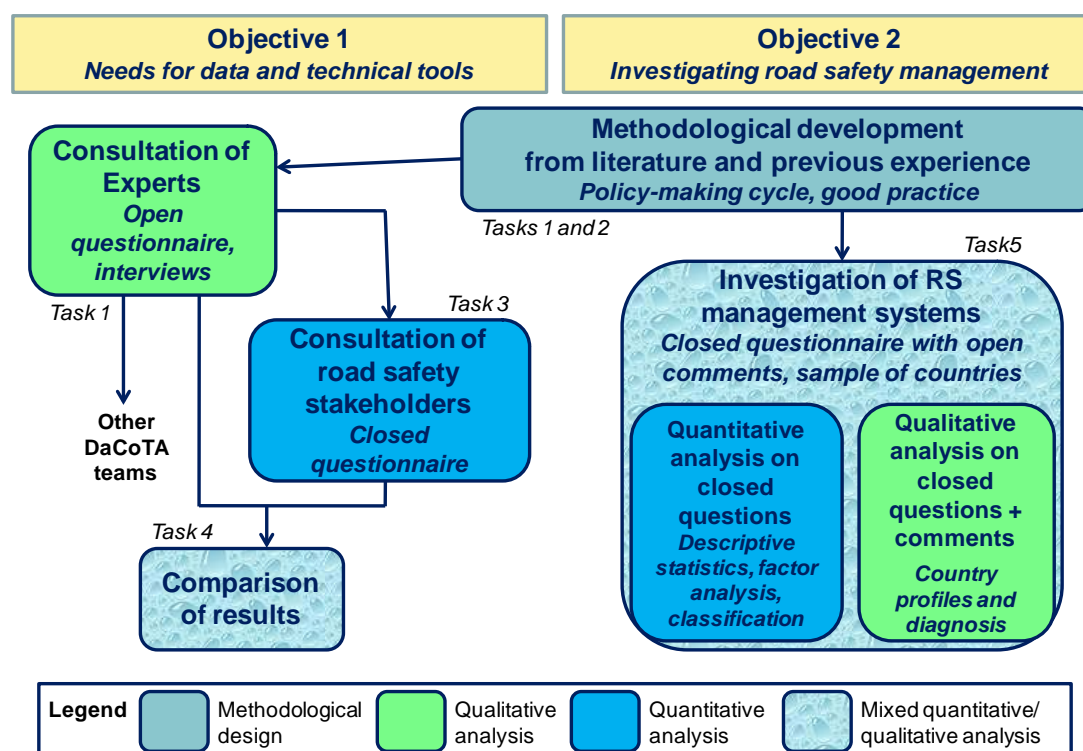 Objective 1
Needs for data and technical tools
Objective 2
Investigating road safety management
Methodological development
from literature and previous experience
Policy-making cycle, good practice
Tasks 1 and 2
Consultation of
Experts
Open
questionnaire,
interviews
Task 1
Task 3
Consultation of
road safety
stakeholders
Closed
questionnaire
Other
DaCoTA
teams
Task 4
Comparison
of results
Task5
Investigation of RS
management systems
Closed questionnaire with open
comments, sample of countries
Quantitative
analysis on
closed
questions
Descriptive
statistics, factor
analysis,
classification
Qualitative
analysis on
closed
questions +
comments
Country
profiles and
diagnosis
Legend
Methodological
design
Qualitative
analysis
Quantitative
analysis
Mixed quantitative/
qualitative analysis